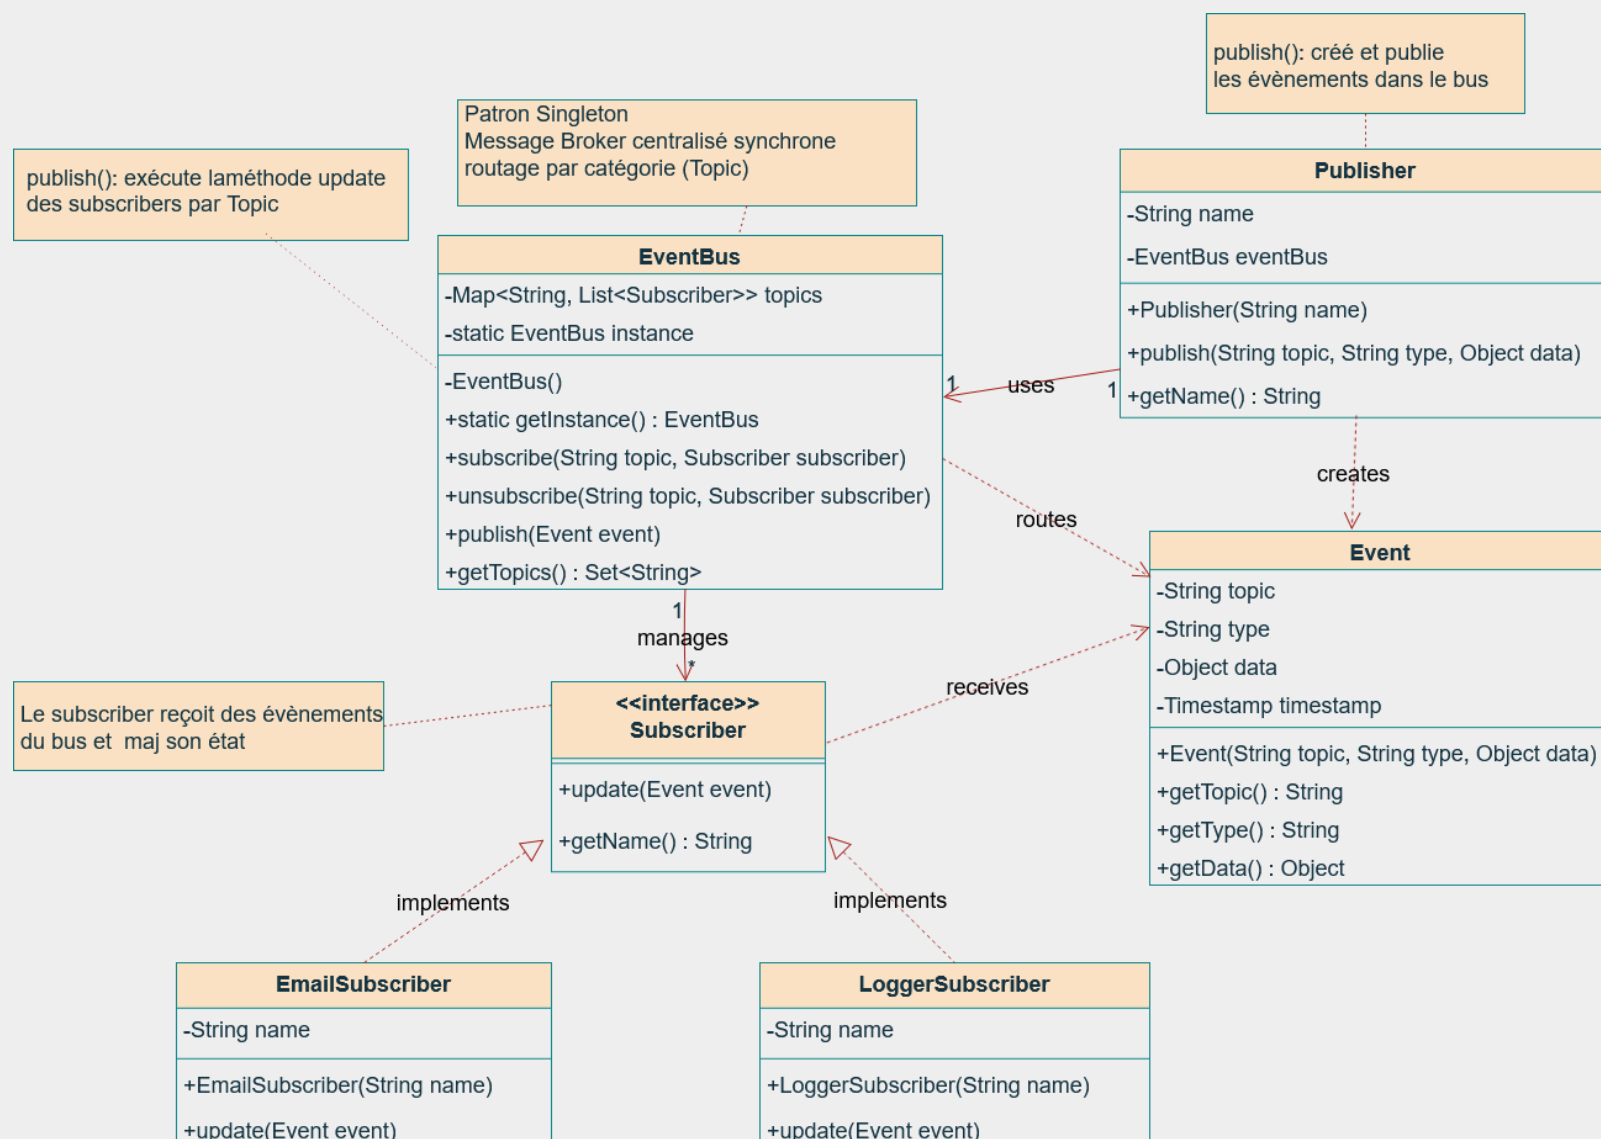 publish(): créé et publie
les évènements dans le bus
Patron Singleton
Message Broker centralisé synchrone
routage par catégorie (Topic)
publish(): exécute laméthode update
des subscribers par Topic
Publisher
-String name
-EventBus eventBus
+Publisher(String name)
+publish(String topic, String type, Object data)
+getName() : String
EventBus
-Map<String, List<Subscriber>> topics
-static EventBus instance
-EventBus()
+static getInstance() : EventBus
+subscribe(String topic, Subscriber subscriber)
+unsubscribe(String topic, Subscriber subscriber)
+publish(Event event)
+getTopics() : Set<String>
1
uses
1
creates
routes
Event
-String topic
-String type
-Object data
-Timestamp timestamp
+Event(String topic, String type, Object data)
+getTopic() : String
+getType() : String
+getData() : Object
1
manages
*
receives
Le subscriber reçoit des évènements
du bus et  maj son état
<<interface>>
Subscriber
+update(Event event)
+getName() : String
implements
implements
EmailSubscriber
-String name
+EmailSubscriber(String name)
+update(Event event)
LoggerSubscriber
-String name
+LoggerSubscriber(String name)
+update(Event event)